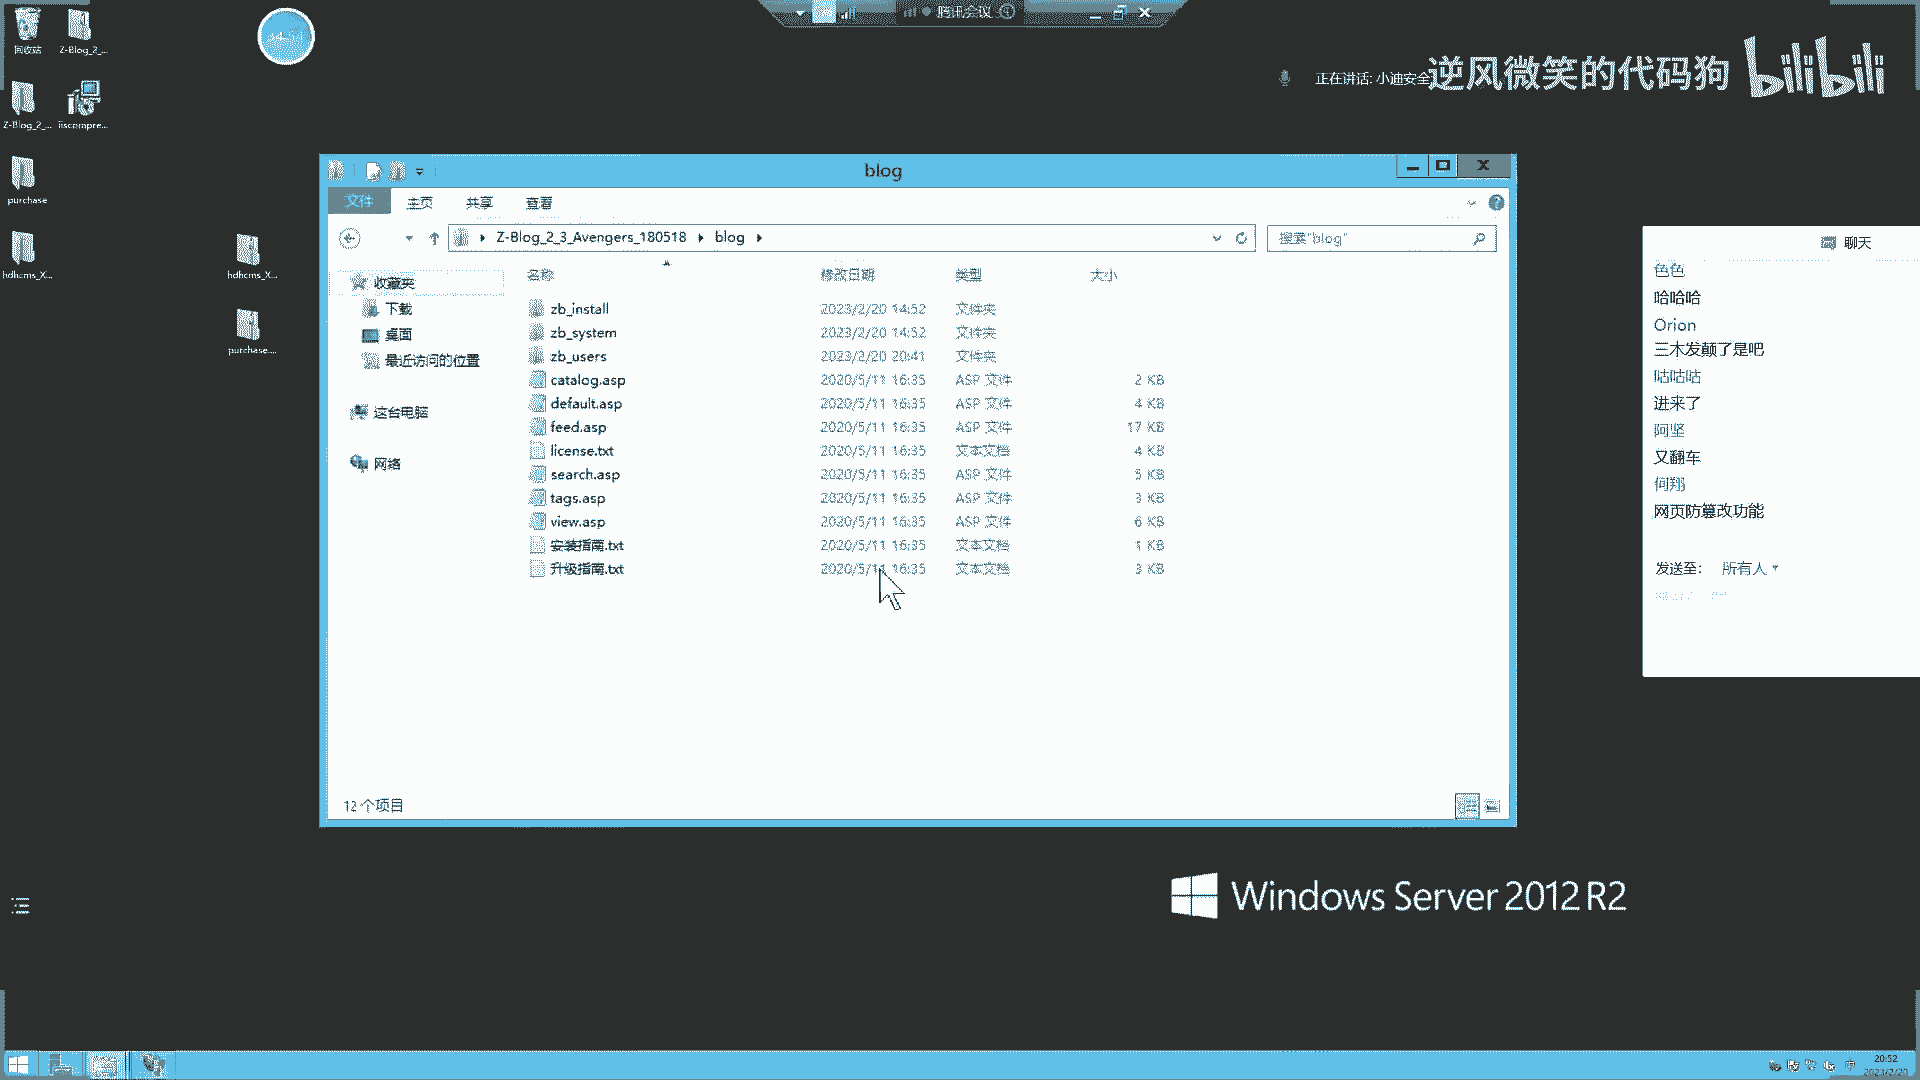 腾讯会议
正在讲话: 小迪安全
逆风微笑的代码狗 bilibili
回收站
Z-Blog_2_...
Z-Blog_2_...
iiscompre...
purchase
hdhcms_X...
hdhcms_X...
purchase....
blog
文件 主页 共享 查看
Z-Blog_2_3_Avengers_180518 blog
搜索"blog"
名称 修改日期 类型 大小
收藏夹
下载
桌面
最近访问的位置
这台电脑
网络
zb_install 2023/2/20 14:52 文件夹
zb_system 2023/2/20 14:52 文件夹
zb_users 2023/2/20 20:41 文件夹
catalog.asp 2020/5/11 16:35 ASP 文件 2 KB
default.asp 2020/5/11 16:35 ASP 文件 4 KB
feed.asp 2020/5/11 16:35 ASP 文件 17 KB
license.txt 2020/5/11 16:35 文本文档 4 KB
search.asp 2020/5/11 16:35 ASP 文件 5 KB
tags.asp 2020/5/11 16:35 ASP 文件 3 KB
view.asp 2020/5/11 16:35 ASP 文件 6 KB
安装指南.txt 2020/5/11 16:35 文本文档 1 KB
升级指南.txt 2020/5/11 16:35 文本文档 3 KB
12 个项目
聊天
色色
哈哈哈
Orion
三木发颠了是吧
咕咕咕
进来了
阿坚
又翻车
何翔
网页防篡改功能
发送至: 所有人
Windows Server 2012 R2
中
20:52
2023/2/20